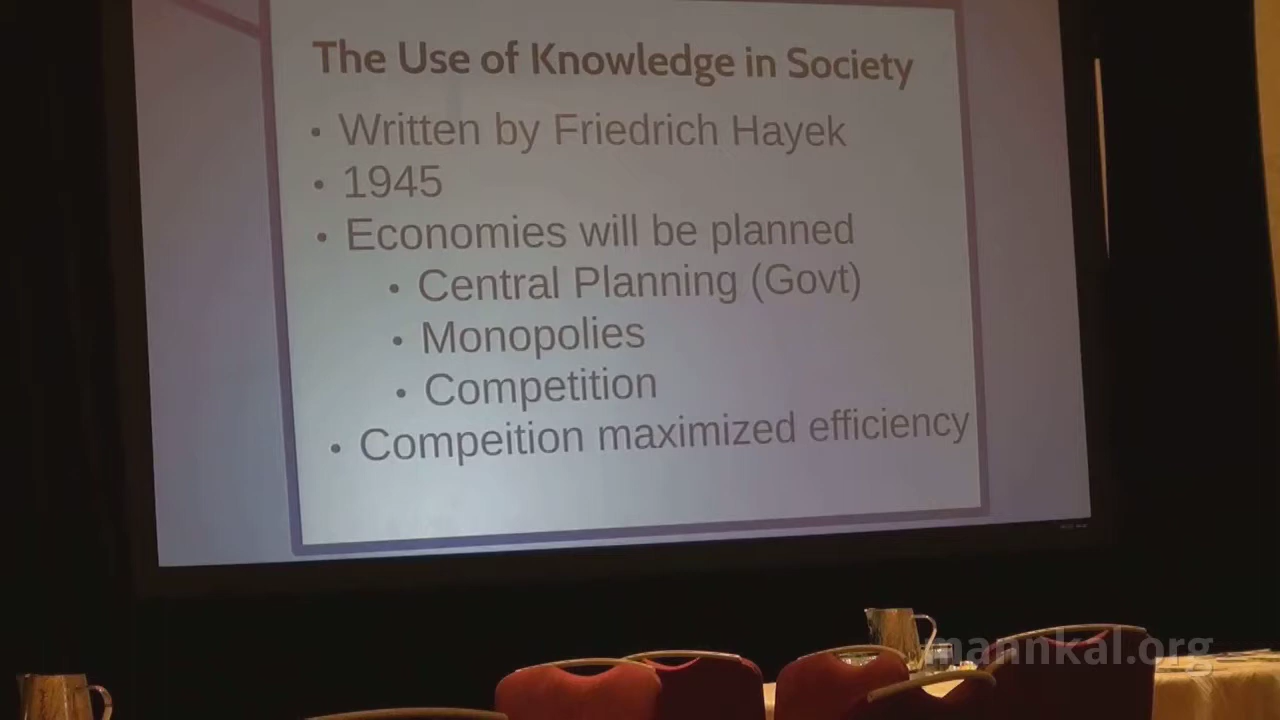 The Use of Knowledge in Society
• Written by Friedrich Hayek
• 1945
• Economies will be planned
• Central Planning (Govt)
• Monopolies
• Competition
• Compeition maximized efficiency
mannkal.org